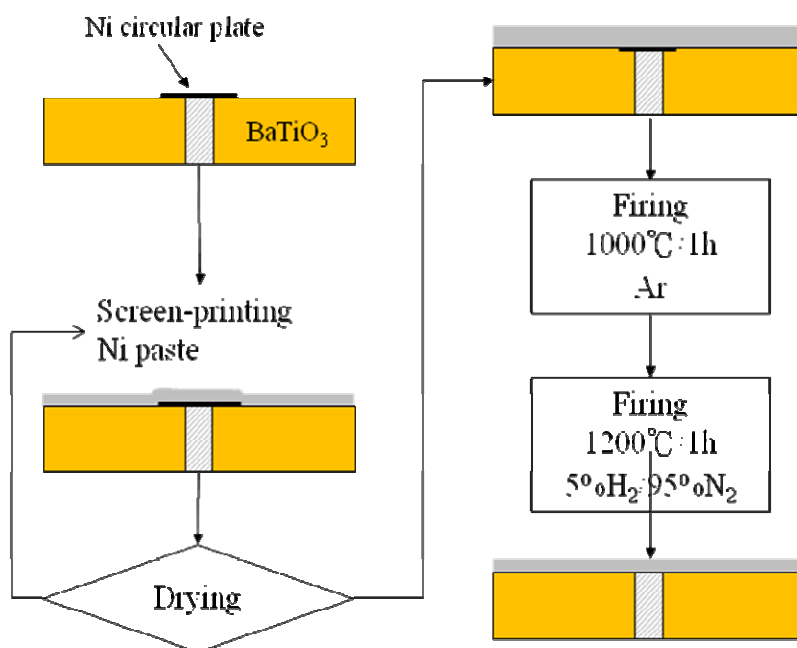 Ni circular plate
BaTiO₃
Screen-printing
Ni paste
Drying
Firing
1000℃/1h
Ar
Firing
1200℃/1h
5%H₂/95%N₂